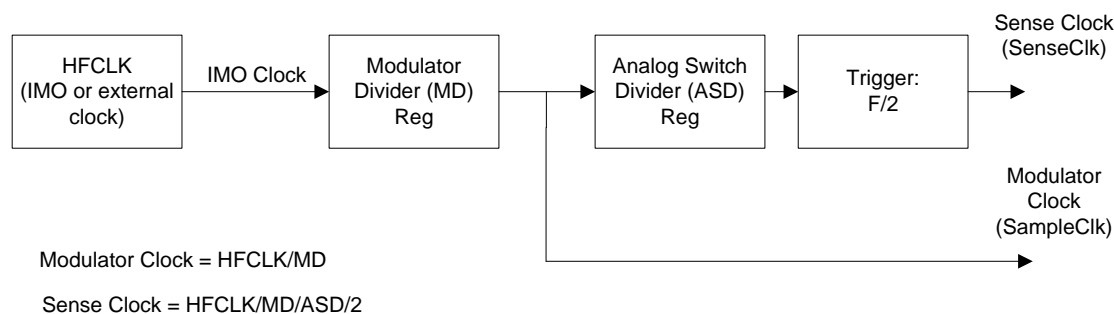 HFCLK
(IMO or external
clock)
IMO Clock
Modulator
Divider (MD)
Reg
Analog Switch
Divider (ASD)
Reg
Trigger:
F/2
Sense Clock
(SenseClk)
Modulator
Clock
(SampleClk)
Modulator Clock = HFCLK/MD
Sense Clock = HFCLK/MD/ASD/2